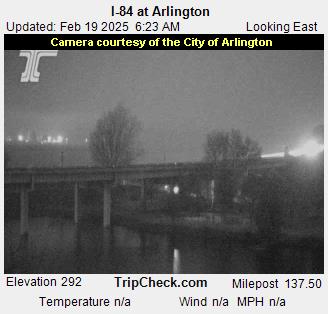 I-84 at Arlington
Updated: Feb 19 2025 6:23 AM Looking East
Camera courtesy of the City of Arlington
Elevation 292 TripCheck.com Milepost 137.50
Temperature n/a Wind n/a MPH n/a